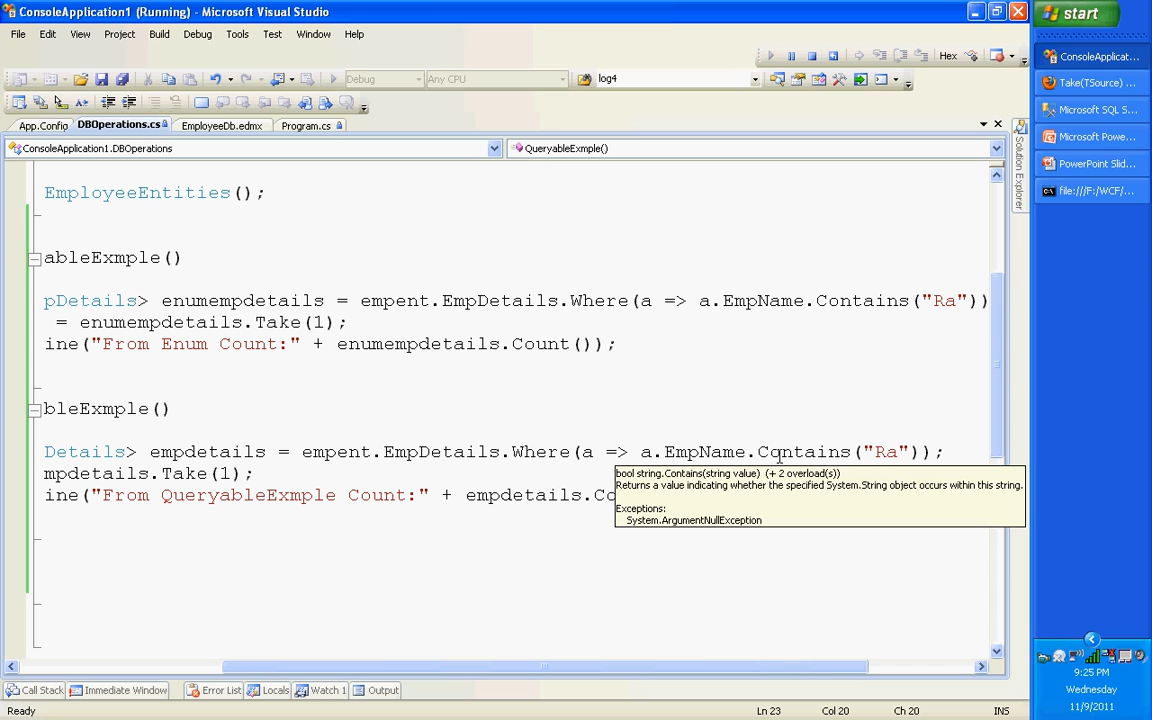 ConsoleApplication1 (Running) - Microsoft Visual Studio
start
File Edit View Project Build Debug Tools Test Window Help
Hex
ConsoleApplicat...
Debug Any CPU log4
Take(TSource) ...
Microsoft SQL S...
App.Config DBOperations.cs EmployeeDb.edmx Program.cs
Microsoft Powe...
ConsoleApplication1.DBOperations QueryableExmple()
PowerPoint Slid...
Solution Explorer
file:///F:/WCF/...
EmployeeEntities();
ableExmple()
pDetails> enumempdetails = empent.EmpDetails.Where(a => a.EmpName.Contains("Ra"))
= enumempdetails.Take(1);
ine("From Enum Count:" + enumempdetails.Count());
bleExmple()
Details> empdetails = empent.EmpDetails.Where(a => a.EmpName.Contains("Ra"));
mpdetails.Take(1);
bool string.Contains(string value) (+ 2 overload(s))
Returns a value indicating whether the specified System.String object occurs within this string.
ine("From QueryableExmple Count:" + empdetails.Co
Exceptions:
System.ArgumentNullException
9:25 PM
Wednesday
11/9/2011
Call Stack Immediate Window Error List Locals Watch 1 Output
Ready Ln 23 Col 20 Ch 20 INS